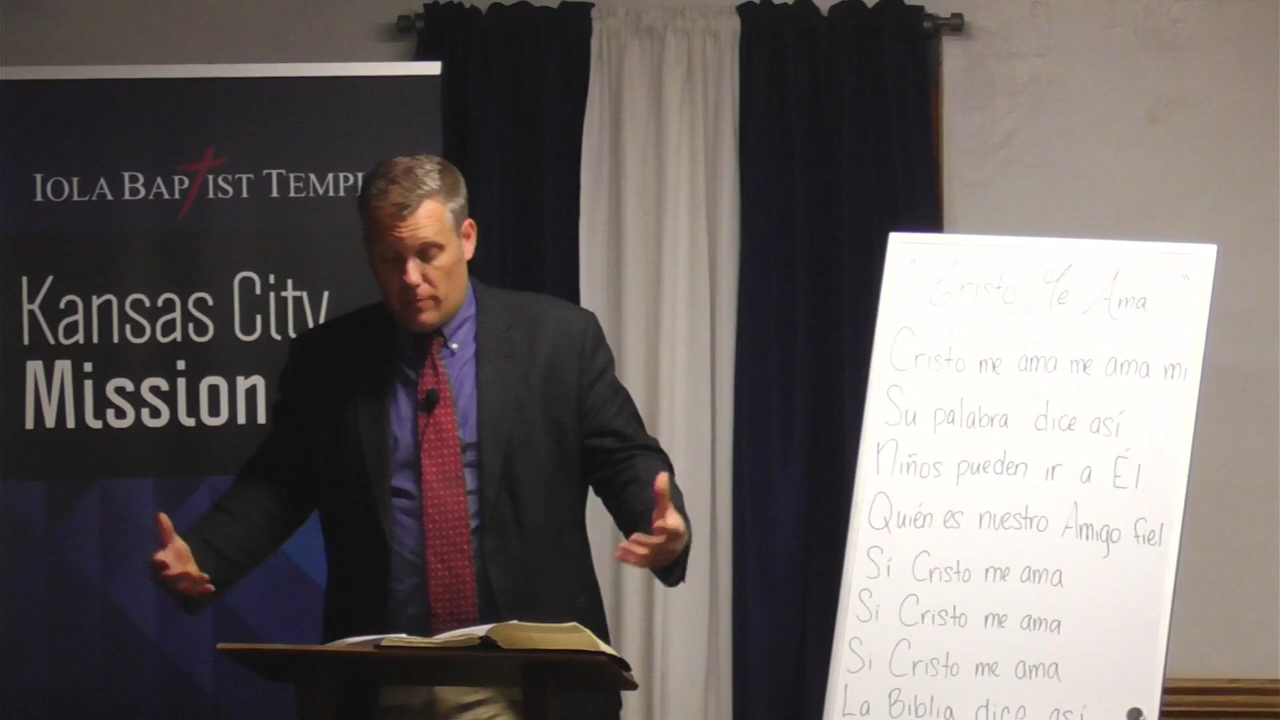 IOLA BAPTIST TEMPL
Kansas City
Mission
"Cristo Te Ama"
Cristo me ama me ama mi
Su palabra dice así
Niños pueden ir a Él
Quién es nuestro Amigo fiel
Si Cristo me ama
Si Cristo me ama
Si Cristo me ama
La Biblia dice así